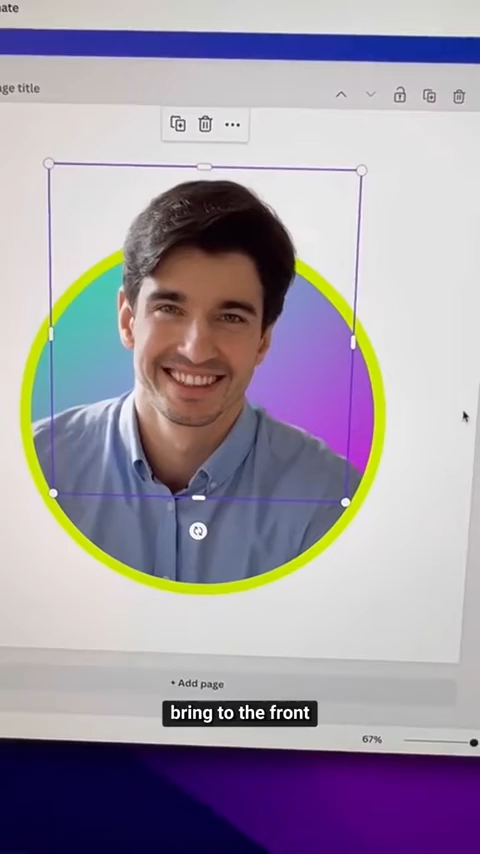 ate
ge title
+ Add page
bring to the front
67%